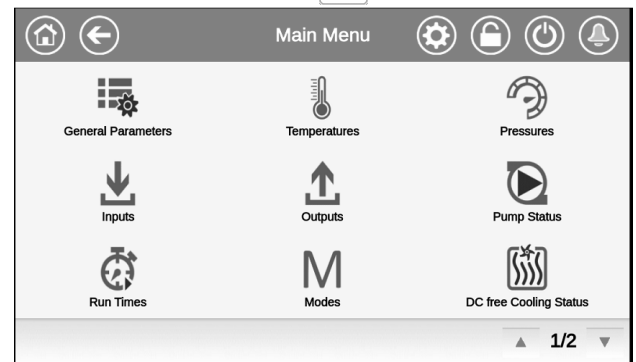 Main Menu
General Parameters
Temperatures
Pressures
Inputs
Outputs
Pump Status
Run Times
M
Modes
DC free Cooling Status
1/2